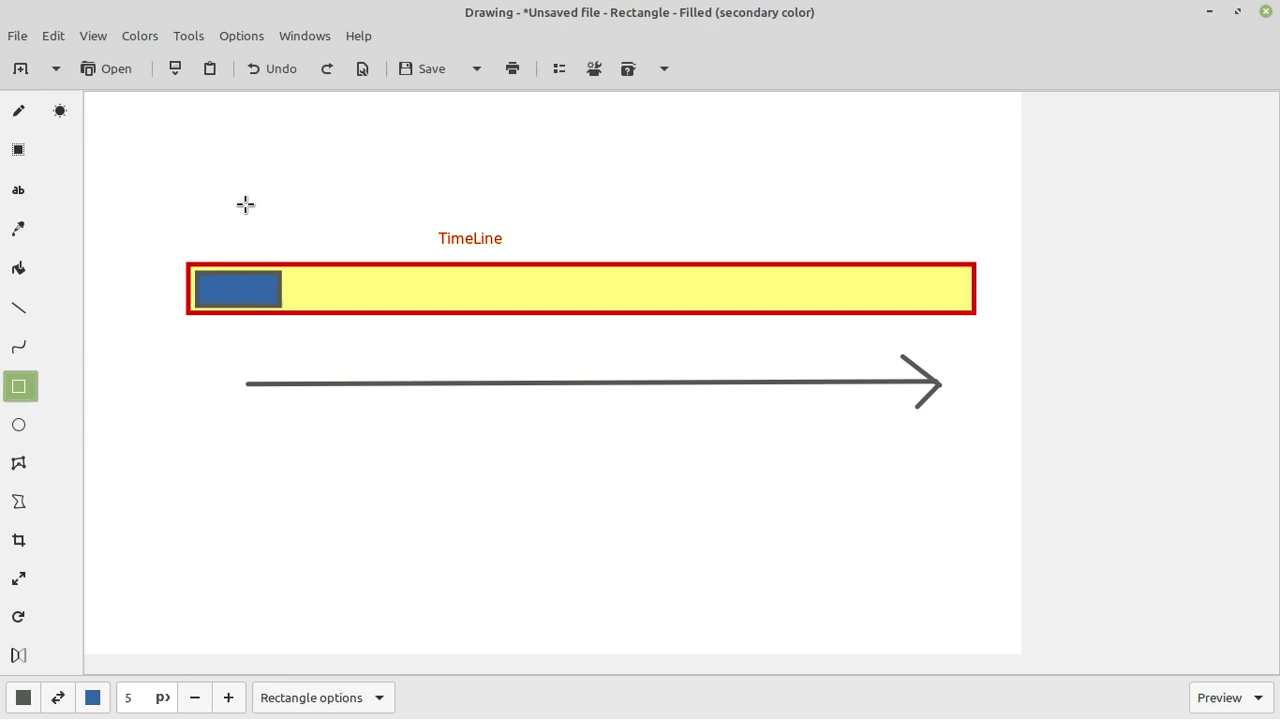 Drawing - *Unsaved file - Rectangle - Filled (secondary color)
File Edit View Colors Tools Options Windows Help
Open Undo Save
ab
TimeLine
5 px - + Rectangle options Preview